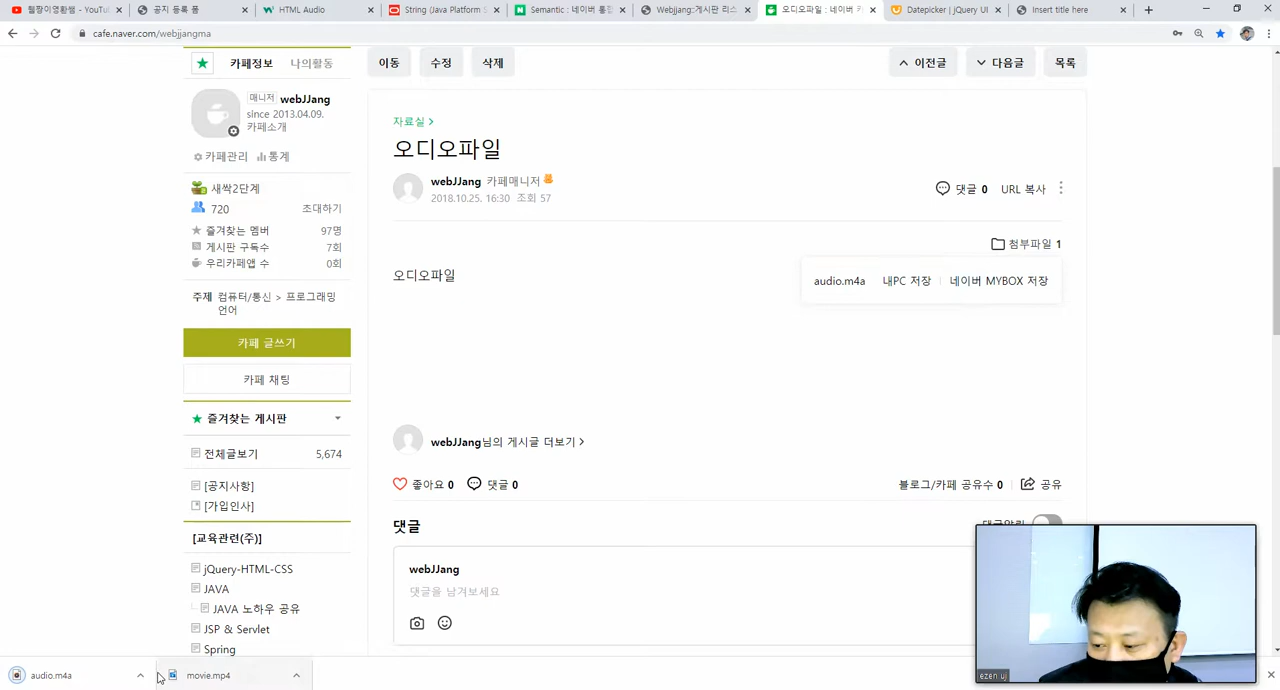 웹짱이영황쌤 - YouTu
공지 등록 폼
HTML Audio
String (Java Platform S
Semantic : 네이버 통합
Webjjang::게시판 리스
오디오파일 : 네이버 카
Datepicker | jQuery UI
Insert title here
cafe.naver.com/webjjangma
카페정보 나의활동
매니저 webJJang
since 2013.04.09.
카페소개
카페관리 통계
새싹2단계
720 초대하기
즐겨찾는 멤버 97명
게시판 구독수 7회
우리카페앱 수 0회
주제 컴퓨터/통신 > 프로그래밍
언어
카페 글쓰기
카페 채팅
즐겨찾는 게시판
전체글보기 5,674
[공지사항]
[가입인사]
[교육관련(주)]
jQuery-HTML-CSS
JAVA
JAVA 노하우 공유
JSP & Servlet
Spring
이동 수정 삭제
이전글 다음글 목록
자료실 >
오디오파일
webJJang 카페매니저
2018.10.25. 16:30 조회 57
댓글 0 URL 복사
첨부파일 1
audio.m4a 내PC 저장 네이버 MYBOX 저장
오디오파일
webJJang님의 게시글 더보기 >
좋아요 0 댓글 0
블로그/카페 공유수 0 공유
댓글
댓글알림
webJJang
댓글을 남겨보세요
ezen uj
audio.m4a
movie.mp4